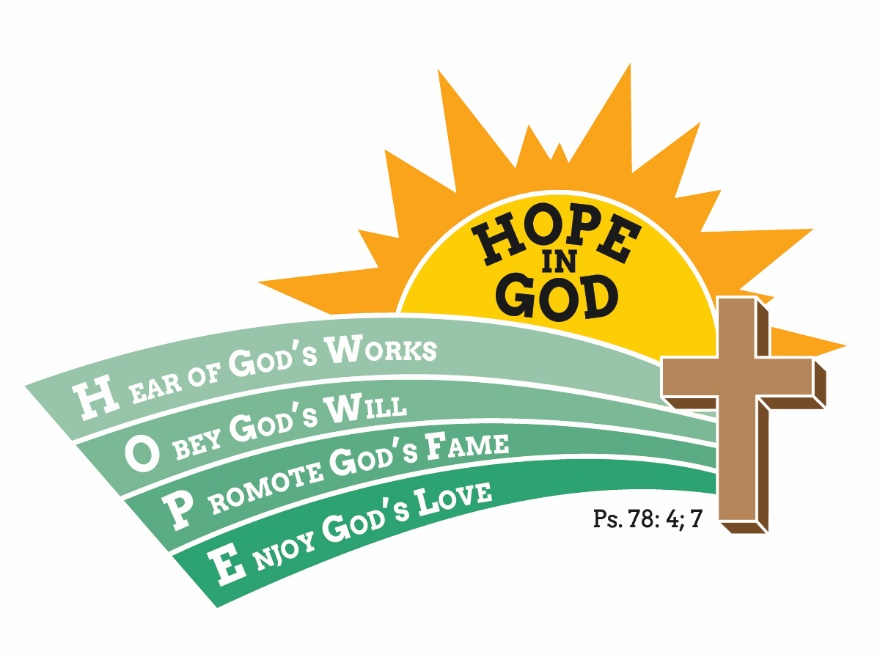 HOPE
IN
GOD
HEAR OF GOD'S WORKS
OBEY GOD'S WILL
PROMOTE GOD'S FAME
ENJOY GOD'S LOVE
Ps. 78: 4; 7